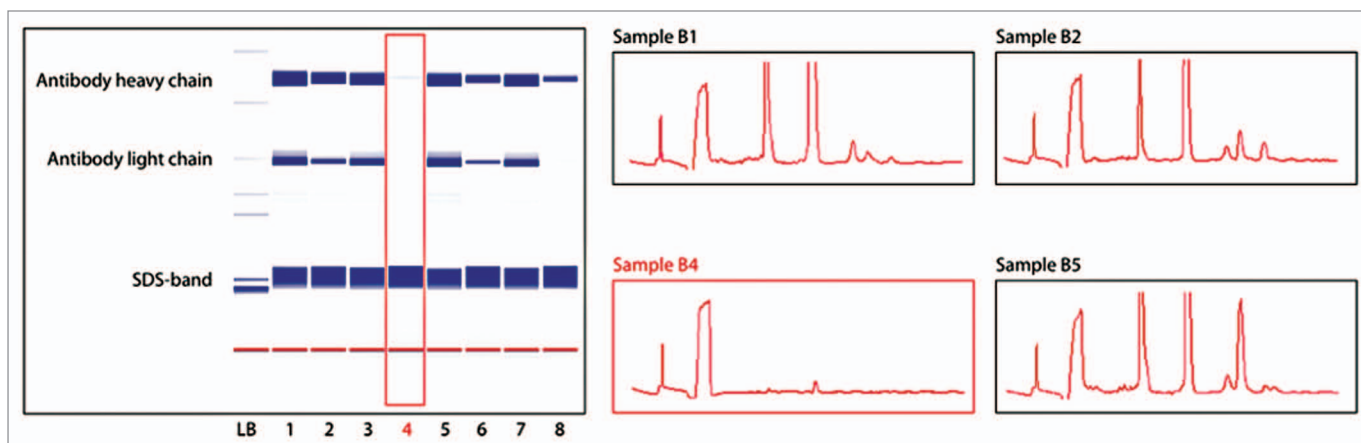 Antibody heavy chain
Antibody light chain
SDS-band
LB 1 2 3 4 5 6 7 8
Sample B1
Sample B2
Sample B4
Sample B5